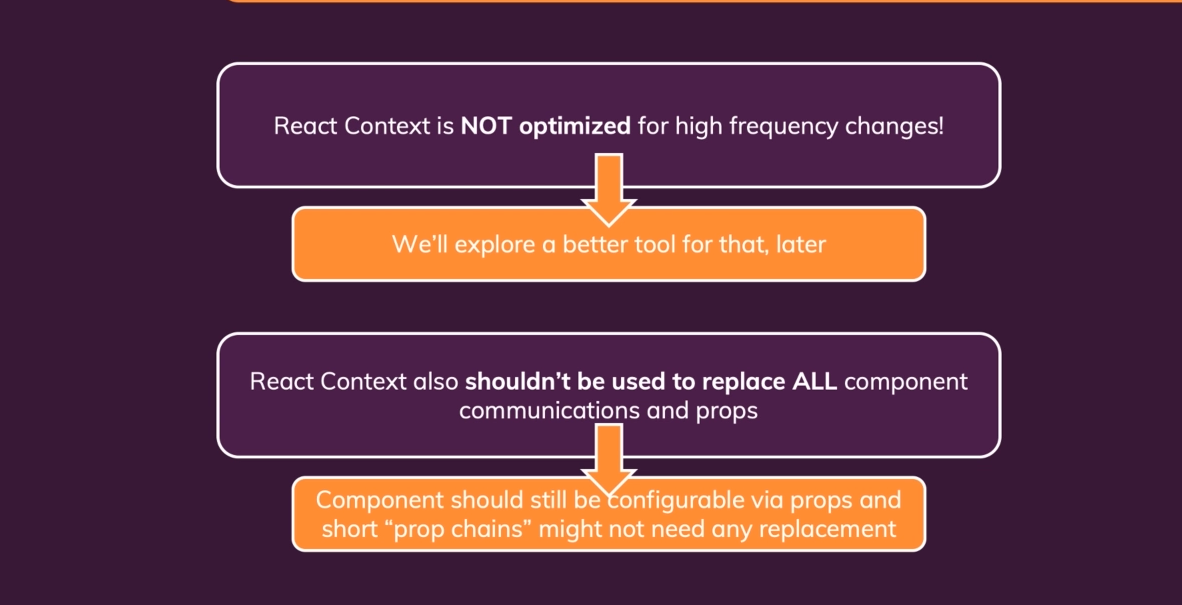 React Context is NOT optimized for high frequency changes!
We’ll explore a better tool for that, later
React Context also shouldn’t be used to replace ALL component
communications and props
Component should still be configurable via props and
short “prop chains” might not need any replacement